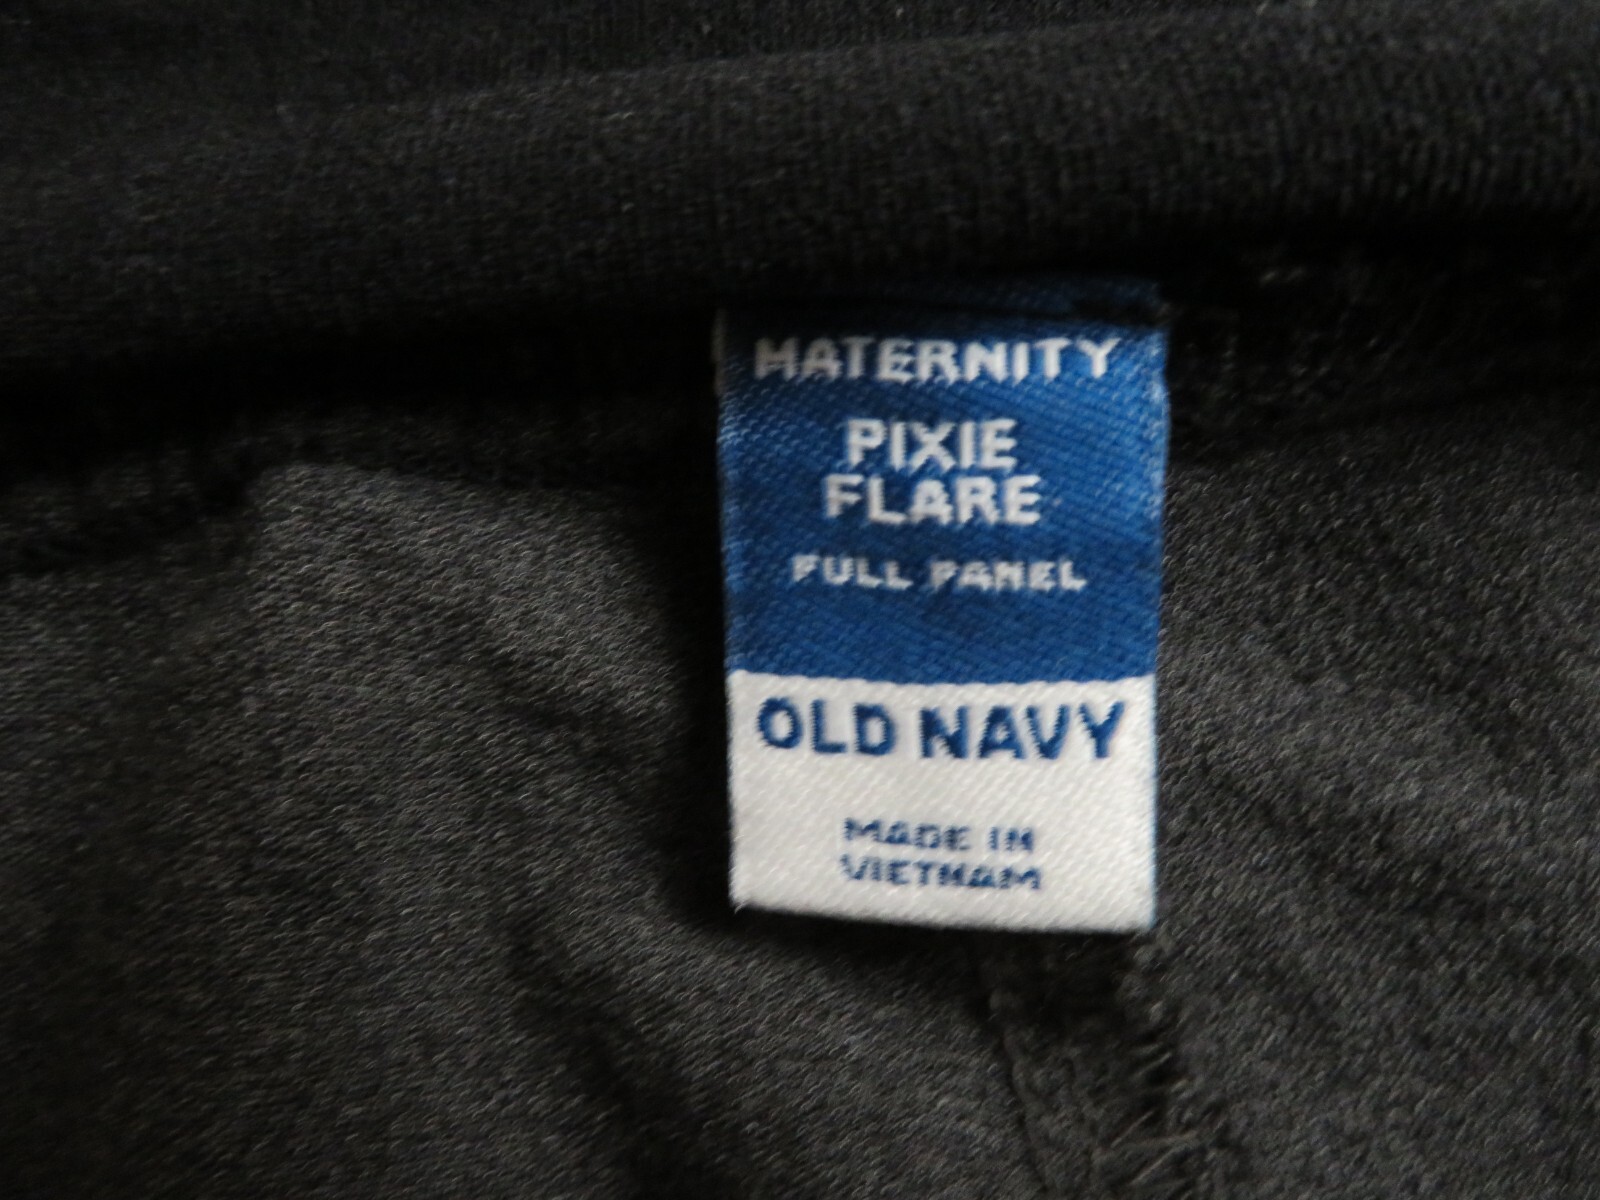 MATERNITY
PIXIE
FLARE
FULL PANEL
OLD NAVY
MADE IN
VIETNAM